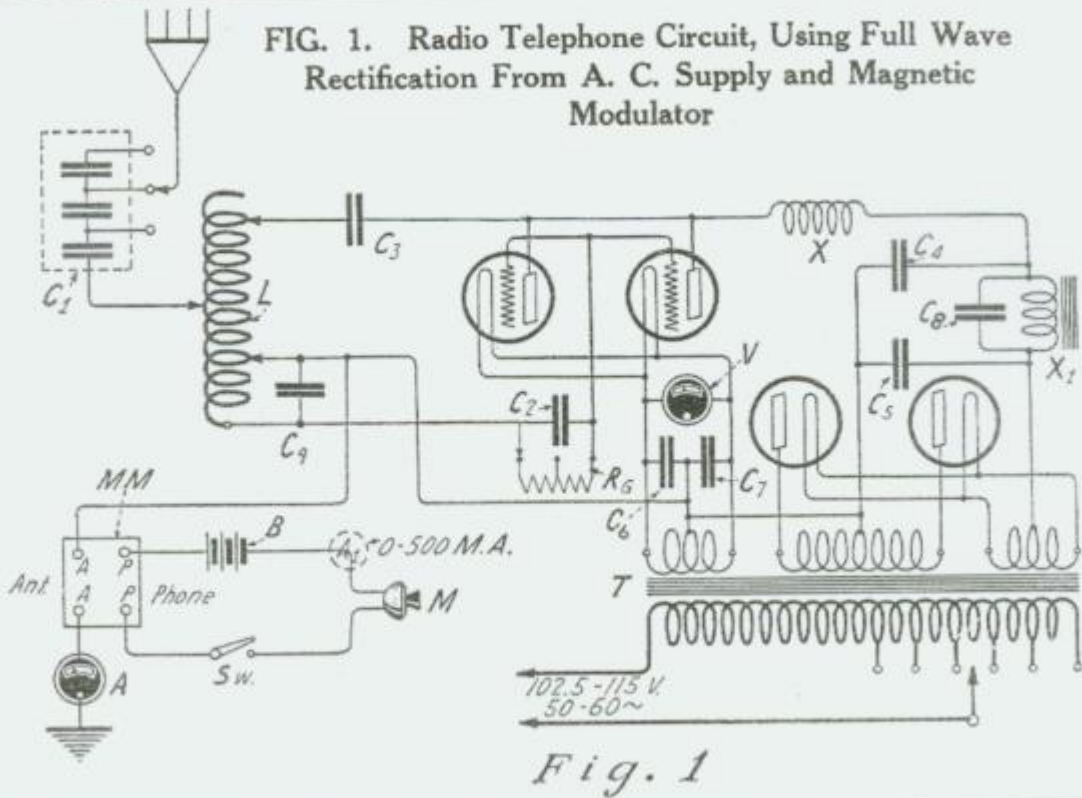 FIG. 1. Radio Telephone Circuit, Using Full Wave
Rectification From A. C. Supply and Magnetic
Modulator
C1
L
C3
X
C4
C8
X1
V
C5
C2
C9
RG
C7
C6
MM
B
0-500 M.A.
A P
Ant. Phone
A P
M
T
Sw.
A
102.5-115 V.
50-60~
Fig. 1